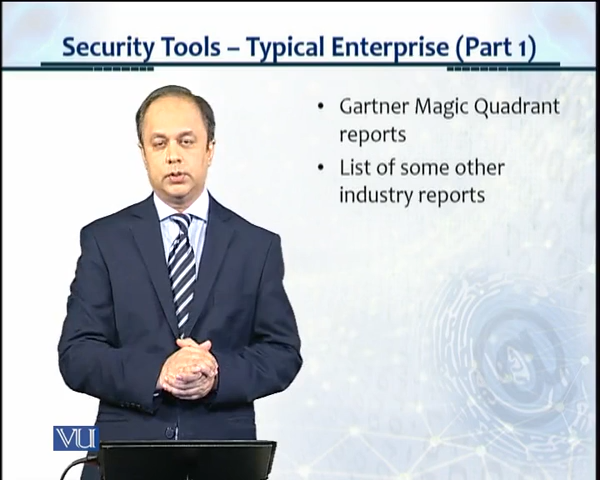 Security Tools – Typical Enterprise (Part 1)
• Gartner Magic Quadrant
reports
• List of some other
industry reports
VU